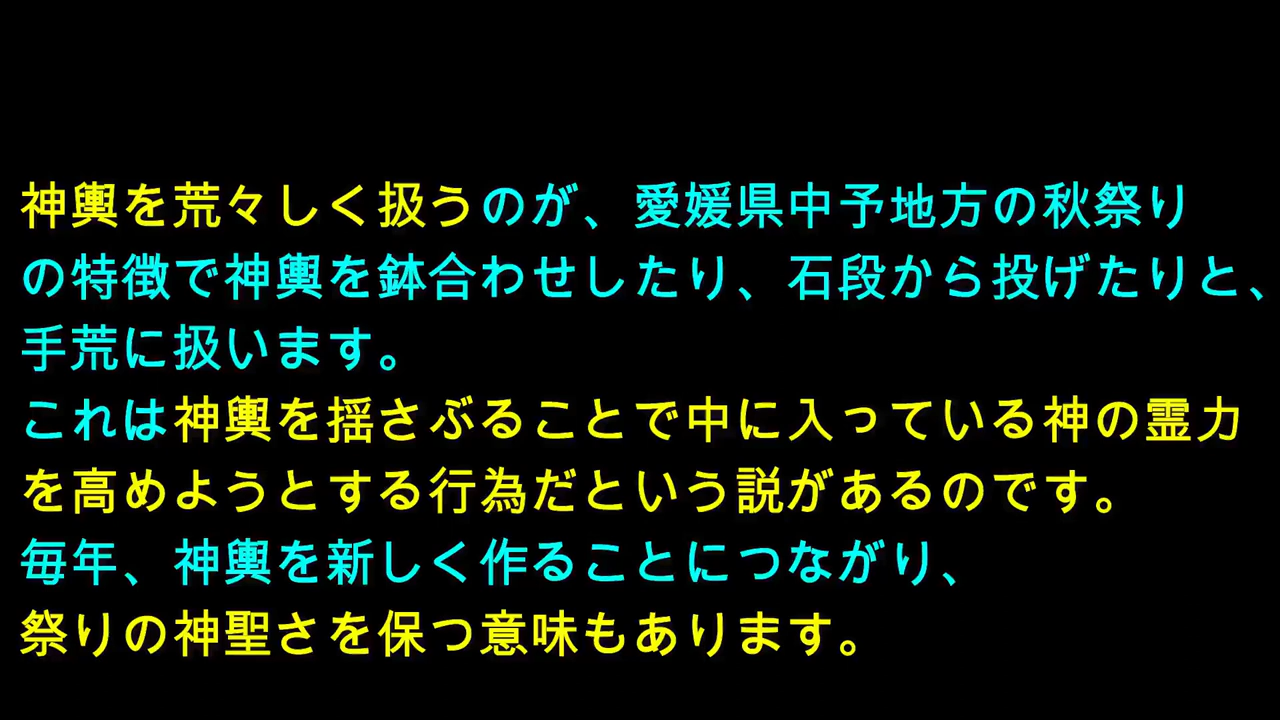 神輿を荒々しく扱うのが、愛媛県中予地方の秋祭り
の特徴で神輿を鉢合わせしたり、石段から投げたりと、
手荒に扱います。
これは神輿を揺さぶることで中に入っている神の霊力
を高めようとする行為だという説があるのです。
毎年、神輿を新しく作ることにつながり、
祭りの神聖さを保つ意味もあります。